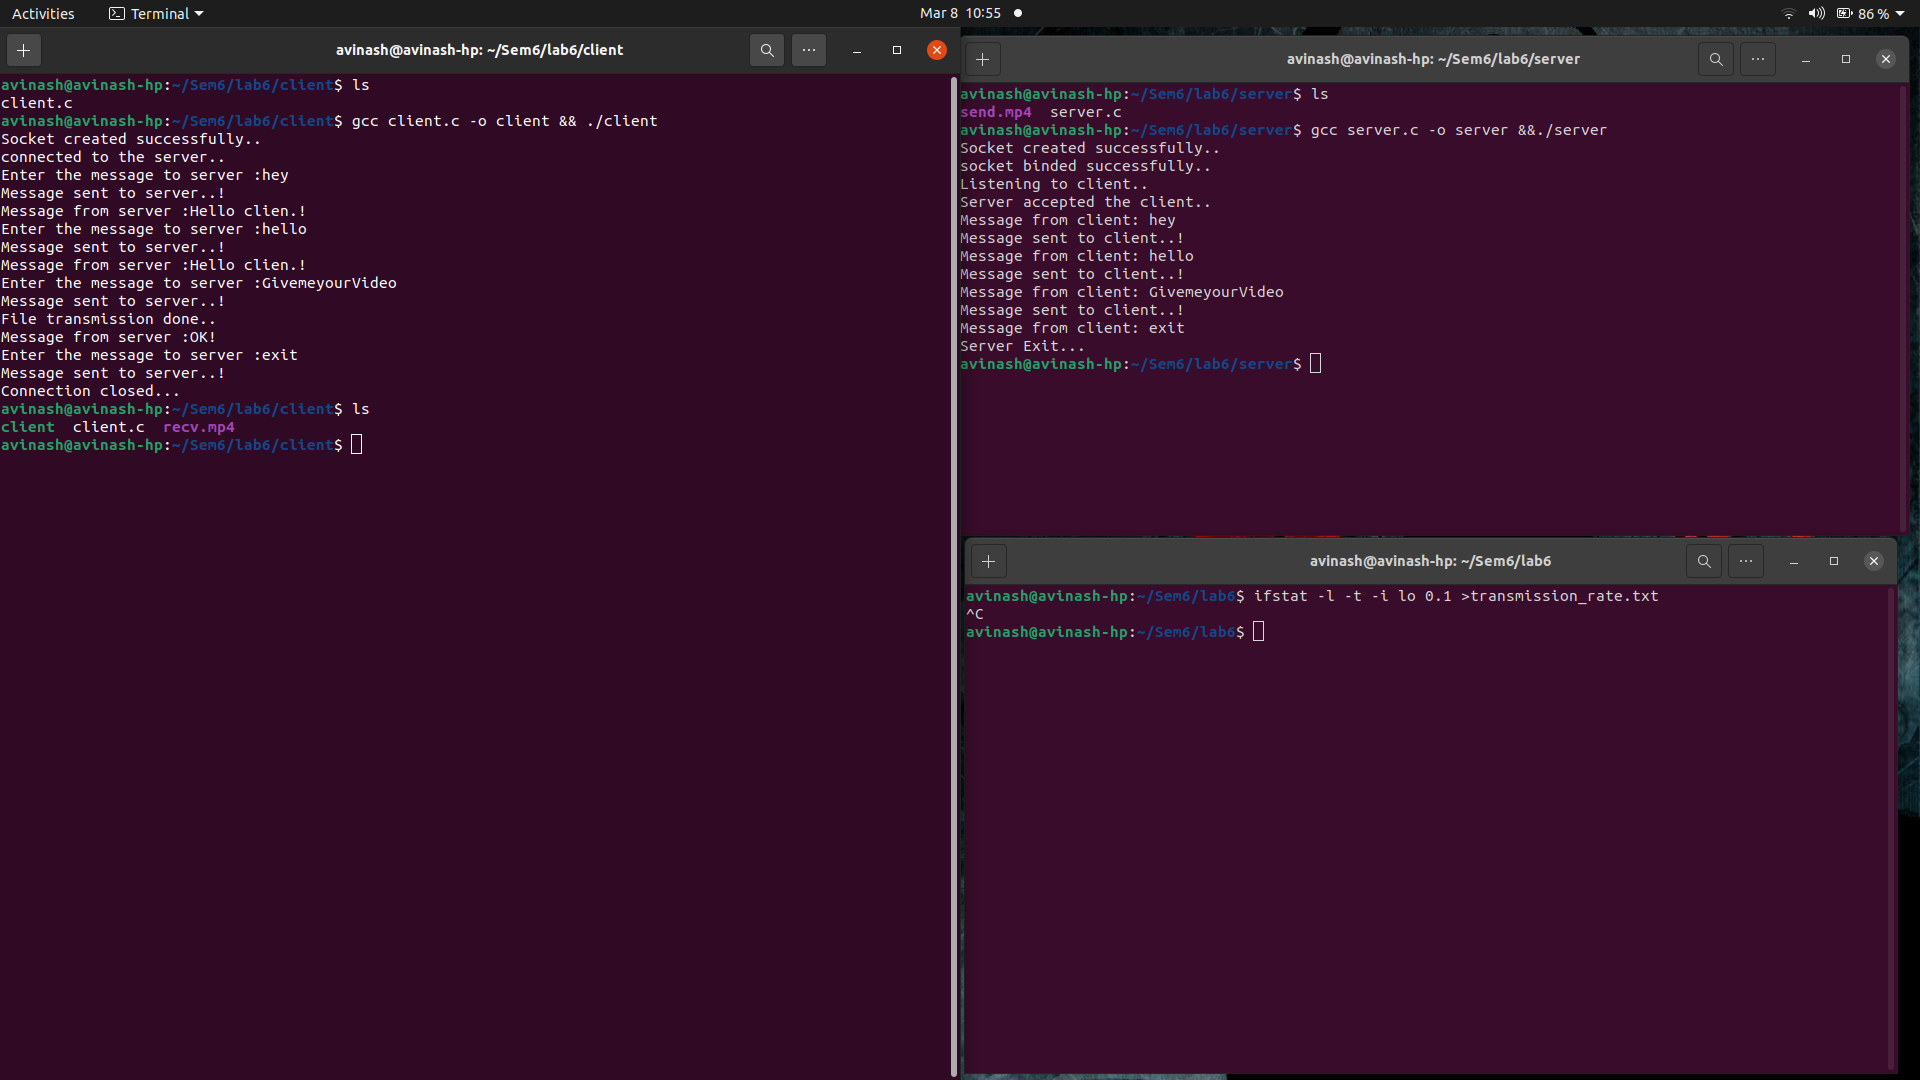 Activities Terminal Mar 8 10:55 86 %
avinash@avinash-hp: ~/Sem6/lab6/client
avinash@avinash-hp:~/Sem6/lab6/client$ ls
client.c
avinash@avinash-hp:~/Sem6/lab6/client$ gcc client.c -o client && ./client
Socket created successfully..
connected to the server..
Enter the message to server :hey
Message sent to server..!
Message from server :Hello clien.!
Enter the message to server :hello
Message sent to server..!
Message from server :Hello clien.!
Enter the message to server :GivemeyourVideo
Message sent to server..!
File transmission done..
Message from server :OK!
Enter the message to server :exit
Message sent to server..!
Connection closed...
avinash@avinash-hp:~/Sem6/lab6/client$ ls
client client.c recv.mp4
avinash@avinash-hp:~/Sem6/lab6/client$
avinash@avinash-hp: ~/Sem6/lab6/server
avinash@avinash-hp:~/Sem6/lab6/server$ ls
send.mp4 server.c
avinash@avinash-hp:~/Sem6/lab6/server$ gcc server.c -o server &&./server
Socket created successfully..
socket binded successfully..
Listening to client..
Server accepted the client..
Message from client: hey
Message sent to client..!
Message from client: hello
Message sent to client..!
Message from client: GivemeyourVideo
Message sent to client..!
Message from client: exit
Server Exit...
avinash@avinash-hp:~/Sem6/lab6/server$
avinash@avinash-hp: ~/Sem6/lab6
avinash@avinash-hp:~/Sem6/lab6$ ifstat -l -t -i lo 0.1 >transmission_rate.txt
^C
avinash@avinash-hp:~/Sem6/lab6$